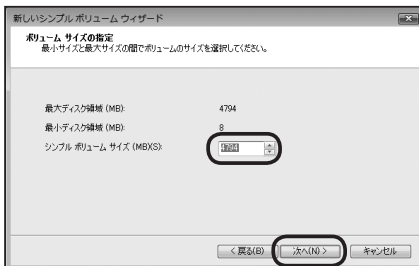 新しいシンプル ボリューム ウィザード
ボリューム サイズの指定
最小サイズと最大サイズの間でボリュームのサイズを選択してください。
最大ディスク領域 (MB): 4794
最小ディスク領域 (MB): 8
シンプル ボリューム サイズ (MB)(S): 4794
< 戻る(B) 次へ(N) > キャンセル